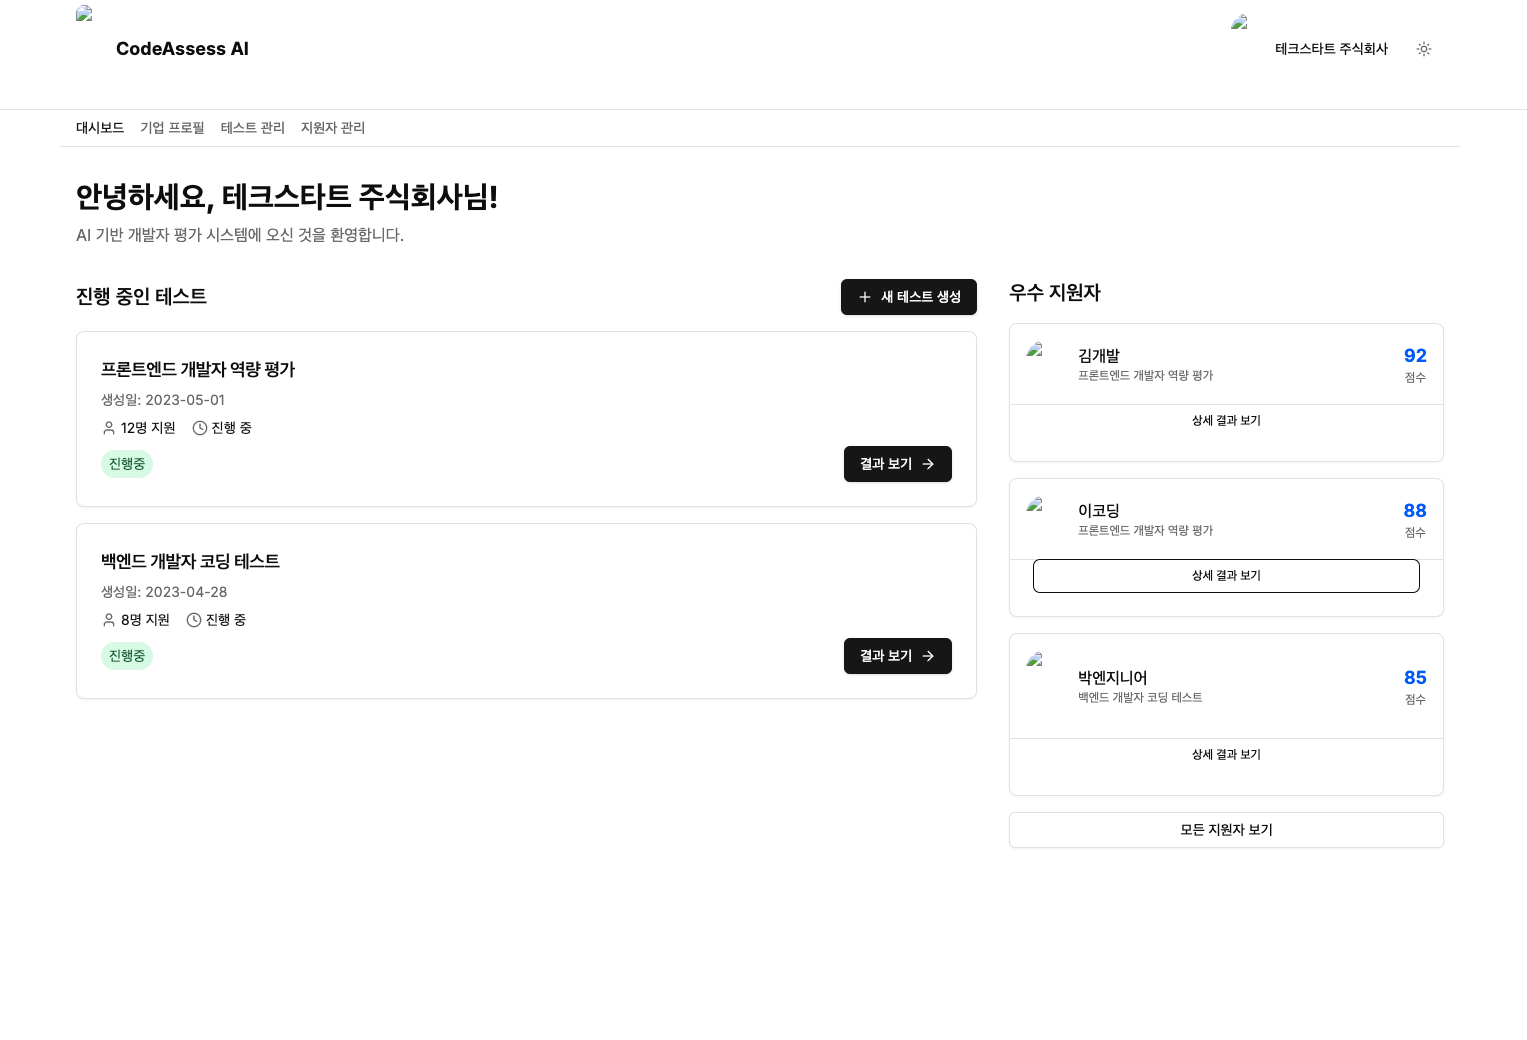 CodeAssess AI
테크스타트 주식회사
대시보드 기업 프로필 테스트 관리 지원자 관리
안녕하세요, 테크스타트 주식회사님!
AI 기반 개발자 평가 시스템에 오신 것을 환영합니다.
진행 중인 테스트
새 테스트 생성
프론트엔드 개발자 역량 평가
생성일: 2023-05-01
12명 지원 진행 중
진행중
결과 보기
백엔드 개발자 코딩 테스트
생성일: 2023-04-28
8명 지원 진행 중
진행중
결과 보기
우수 지원자
김개발
프론트엔드 개발자 역량 평가
92
점수
상세 결과 보기
이코딩
프론트엔드 개발자 역량 평가
88
점수
상세 결과 보기
박엔지니어
백엔드 개발자 코딩 테스트
85
점수
상세 결과 보기
모든 지원자 보기